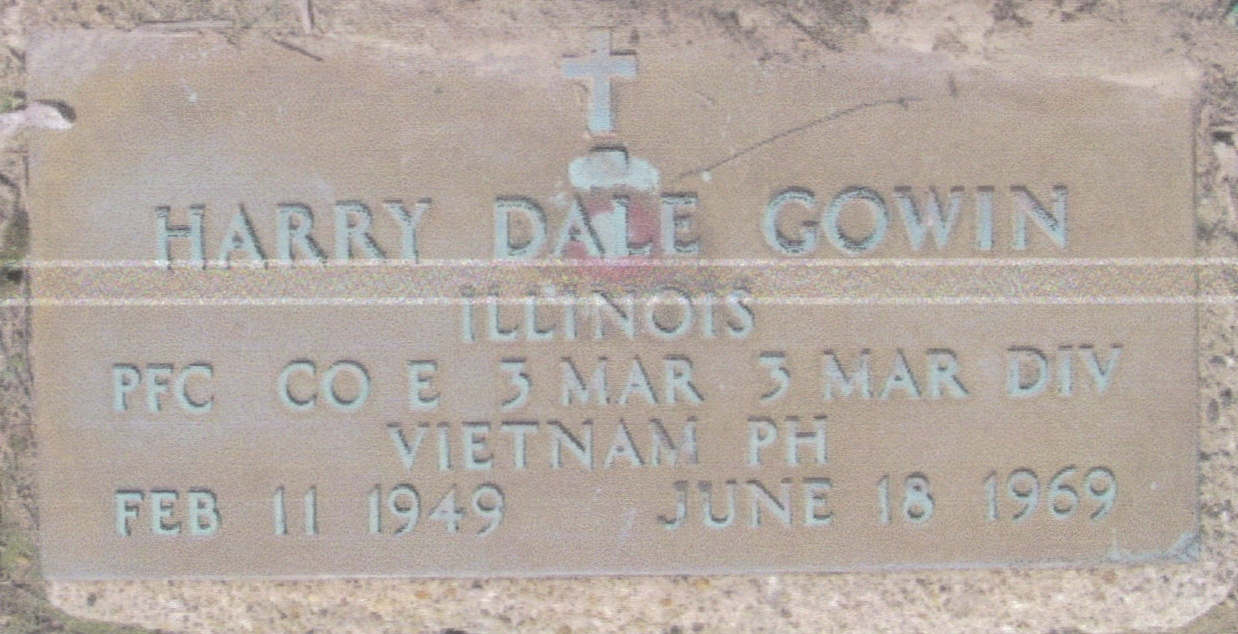 HARRY DALE GOWIN
ILLINOIS
PFC CO E 3 MAR 3 MAR DIV
VIETNAM PH
FEB 11 1949 JUNE 18 1969